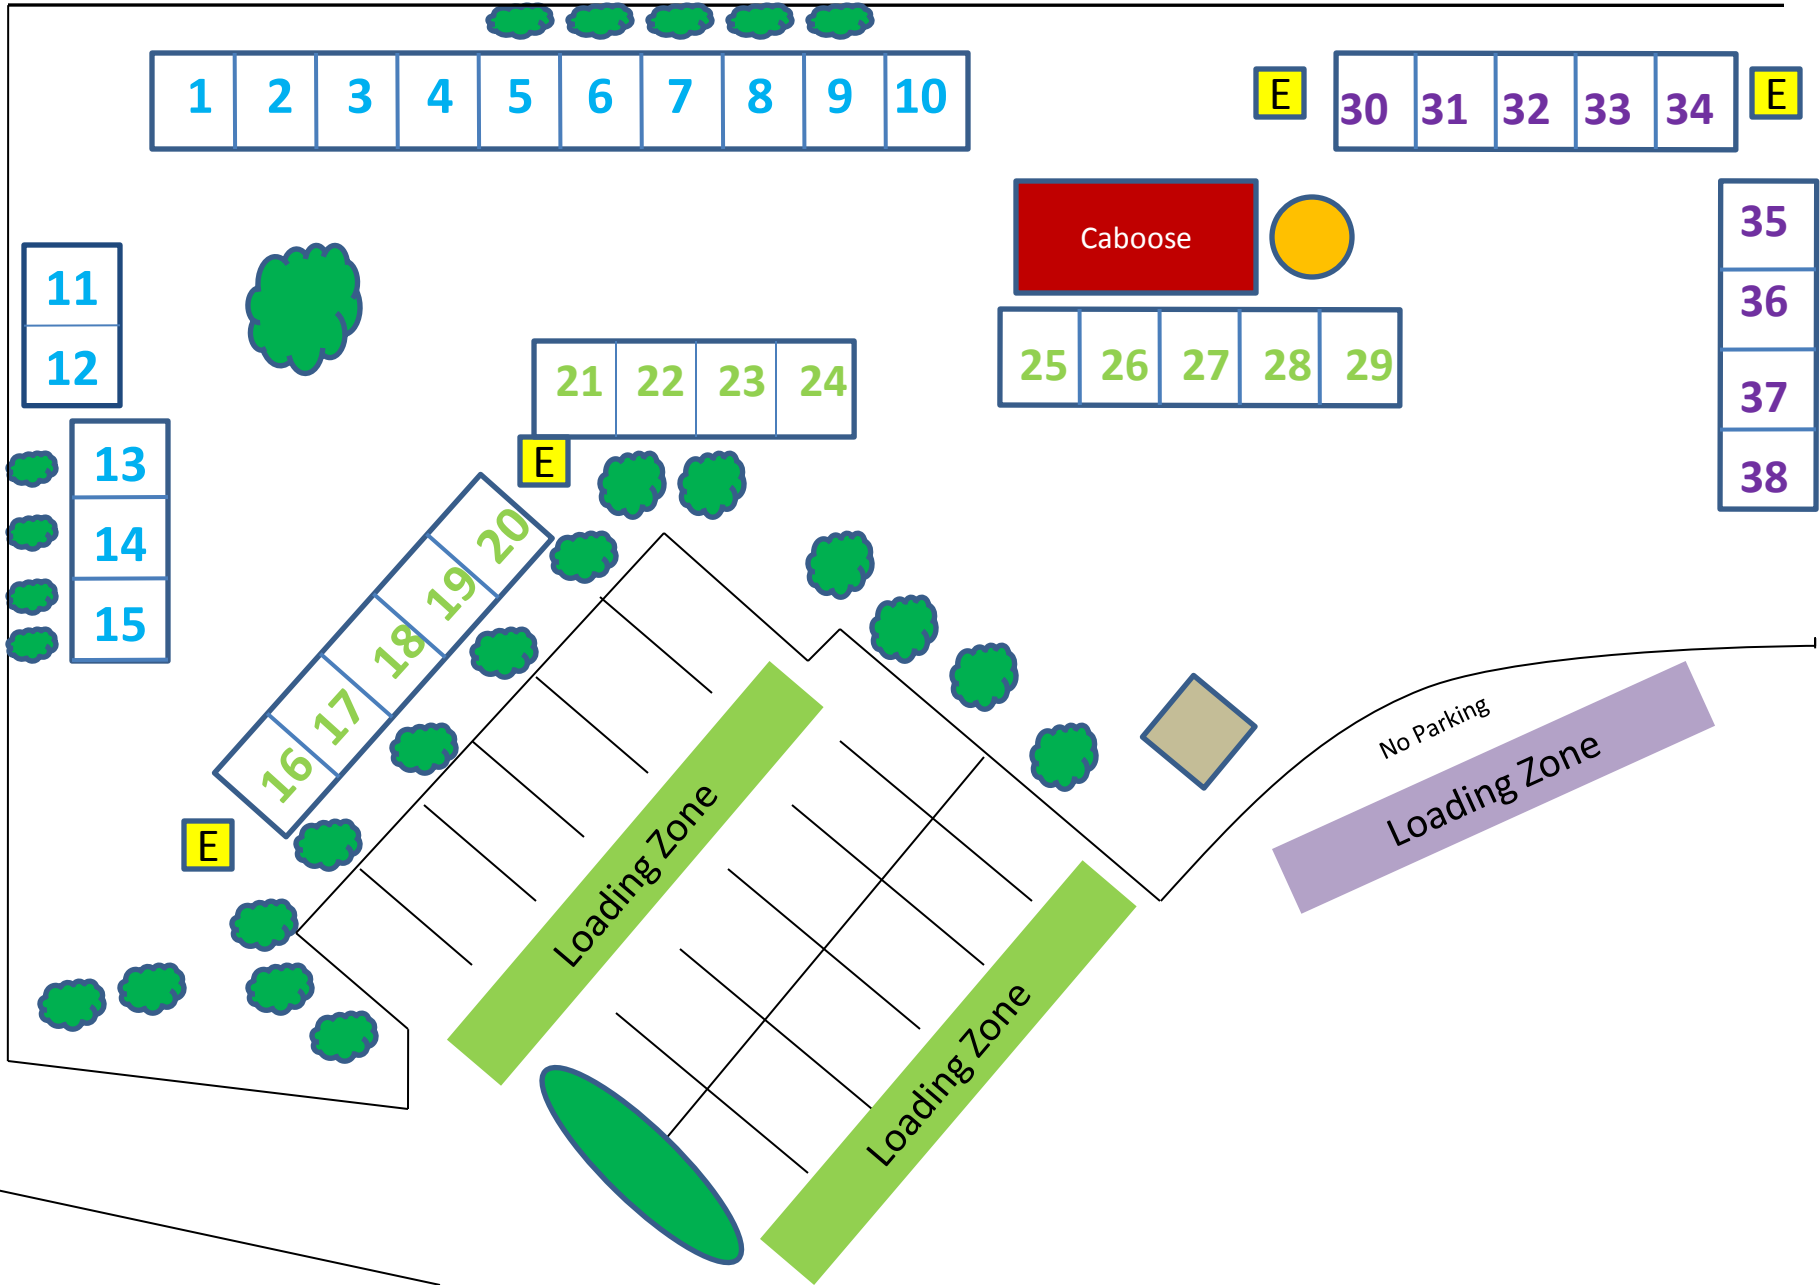 1 2 3 4 5 6 7 8 9 10
E 30 31 32 33 34 E
Caboose
35
36
37
38
11
12
21 22 23 24
25 26 27 28 29
E
13
14
15
20
19
18
17
16
E
No Parking
Loading Zone
Loading Zone
Loading Zone